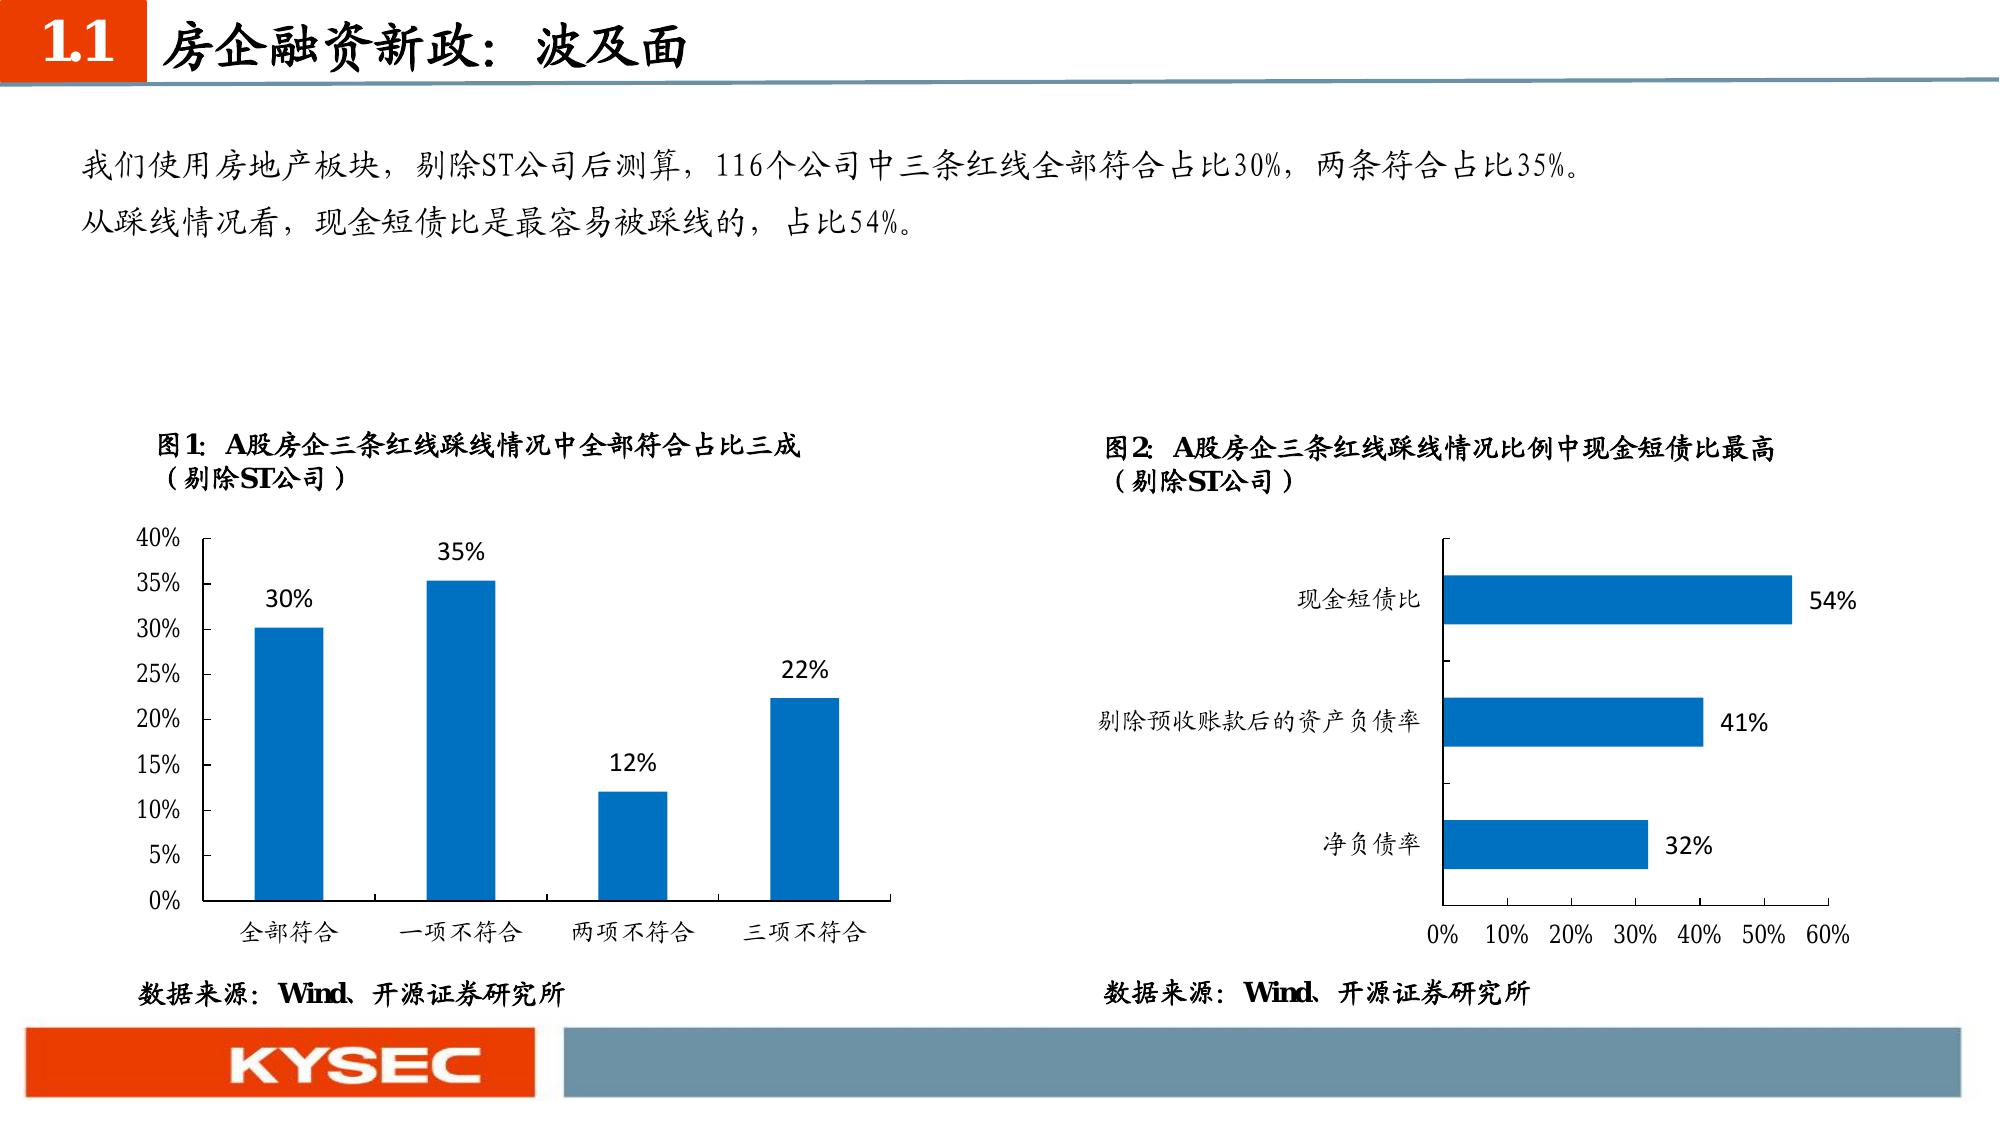 1.1 房企融资新政：波及面
我们使用房地产板块，剔除ST公司后测算，116个公司中三条红线全部符合占比30%，两条符合占比35%。
从踩线情况看，现金短债比是最容易被踩线的，占比54%。
图1：A股房企三条红线踩线情况中全部符合占比三成
（剔除ST公司）
40%
35%
30%
25%
20%
15%
10%
5%
0%
30%
35%
12%
22%
全部符合 一项不符合 两项不符合 三项不符合
数据来源：Wind、开源证券研究所
图2：A股房企三条红线踩线情况比例中现金短债比最高
（剔除ST公司）
现金短债比 54%
剔除预收账款后的资产负债率 41%
净负债率 32%
0% 10% 20% 30% 40% 50% 60%
数据来源：Wind、开源证券研究所
KYSEC